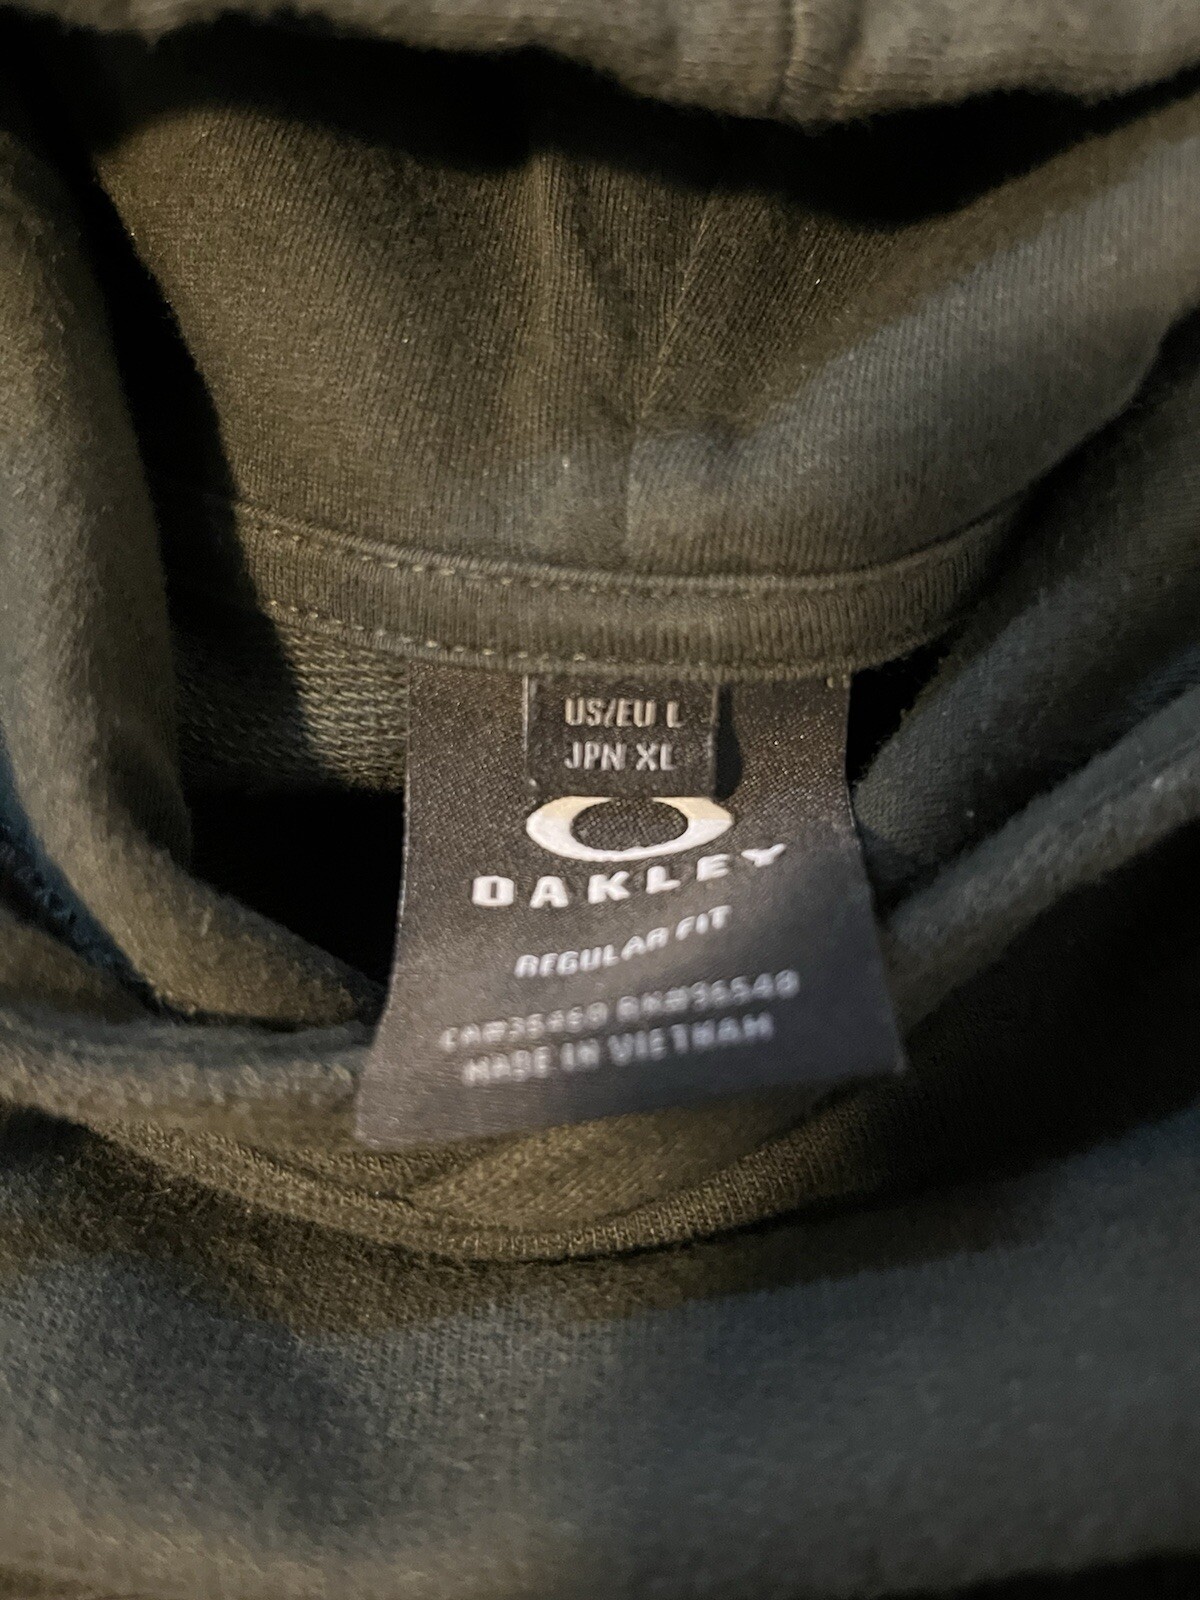 US/EU L
JPN XL
OAKLEY
REGULAR FIT
MADE IN VIETNAM